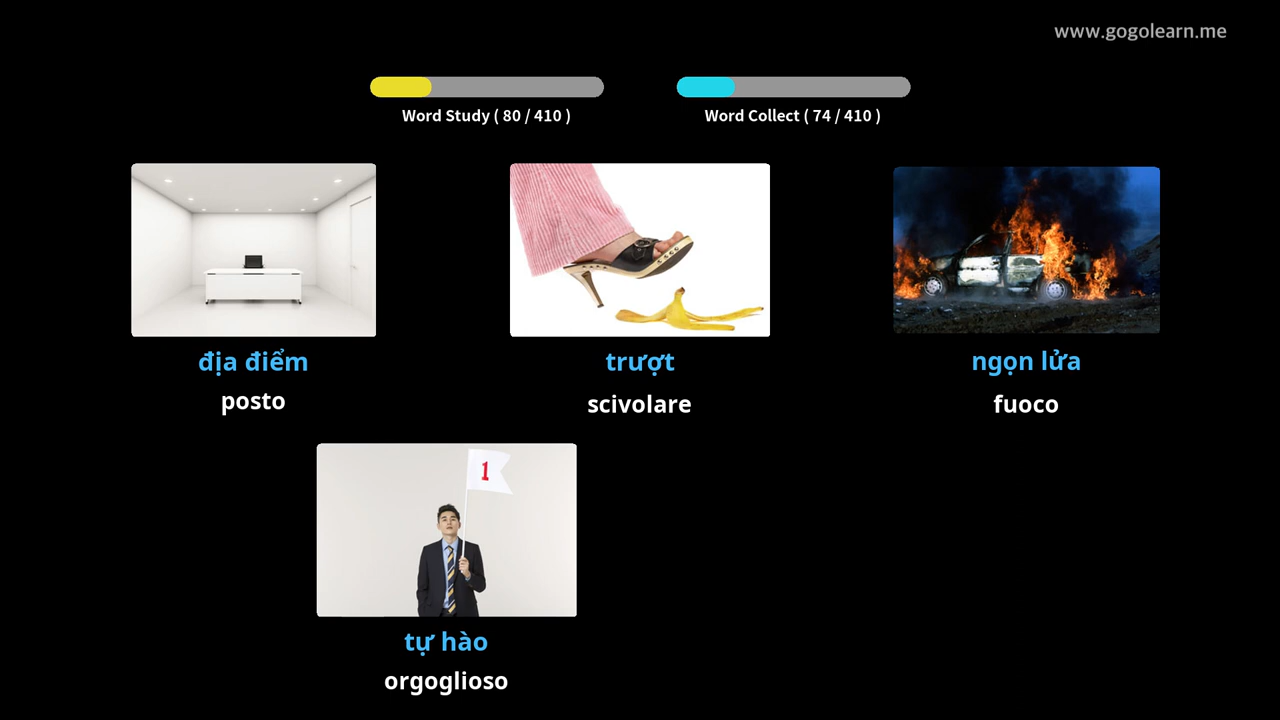 www.gogolearn.me
Word Study ( 80 / 410 )
Word Collect ( 74 / 410 )
địa điểm
posto
trượt
scivolare
ngọn lửa
fuoco
1
tự hào
orgoglioso